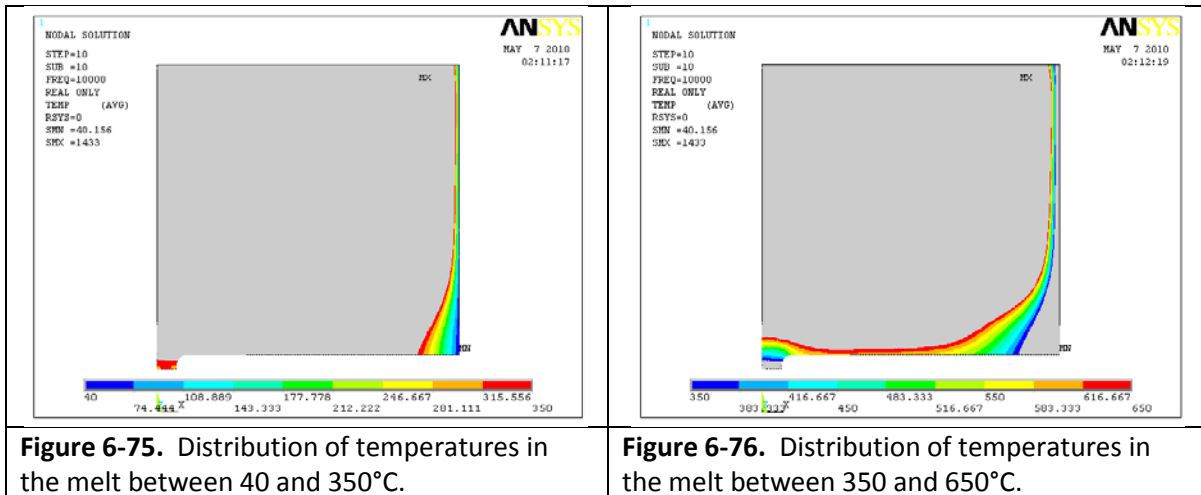 1
NODAL SOLUTION
STEP=10
SUB =10
FREQ=10000
REAL ONLY
TEMP (AVG)
RSYS=0
SMN =40.156
SMX =1433
ANSYS
MAY 7 2010
02:11:17
MX
MN
X
40 108.889 177.778 246.667 315.556
74.444 143.333 212.222 281.111 350
Figure 6-75. Distribution of temperatures in
the melt between 40 and 350°C.
1
NODAL SOLUTION
STEP=10
SUB =10
FREQ=10000
REAL ONLY
TEMP (AVG)
RSYS=0
SMN =40.156
SMX =1433
ANSYS
MAY 7 2010
02:12:19
MX
MN
X
350 416.667 483.333 550 616.667
383.333 450 516.667 583.333 650
Figure 6-76. Distribution of temperatures in
the melt between 350 and 650°C.